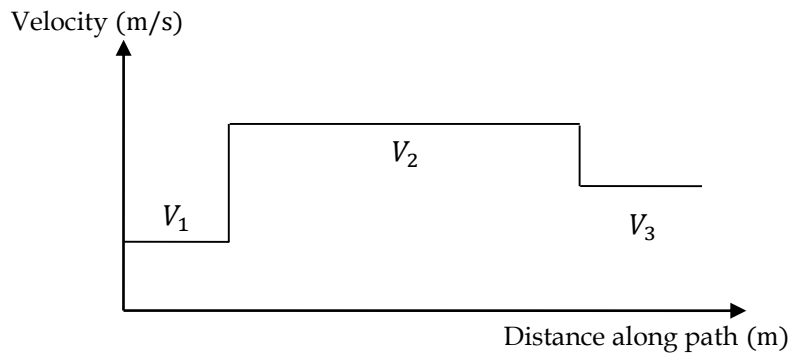 Velocity (m/s)
V₂
V₁
V₃
Distance along path (m)